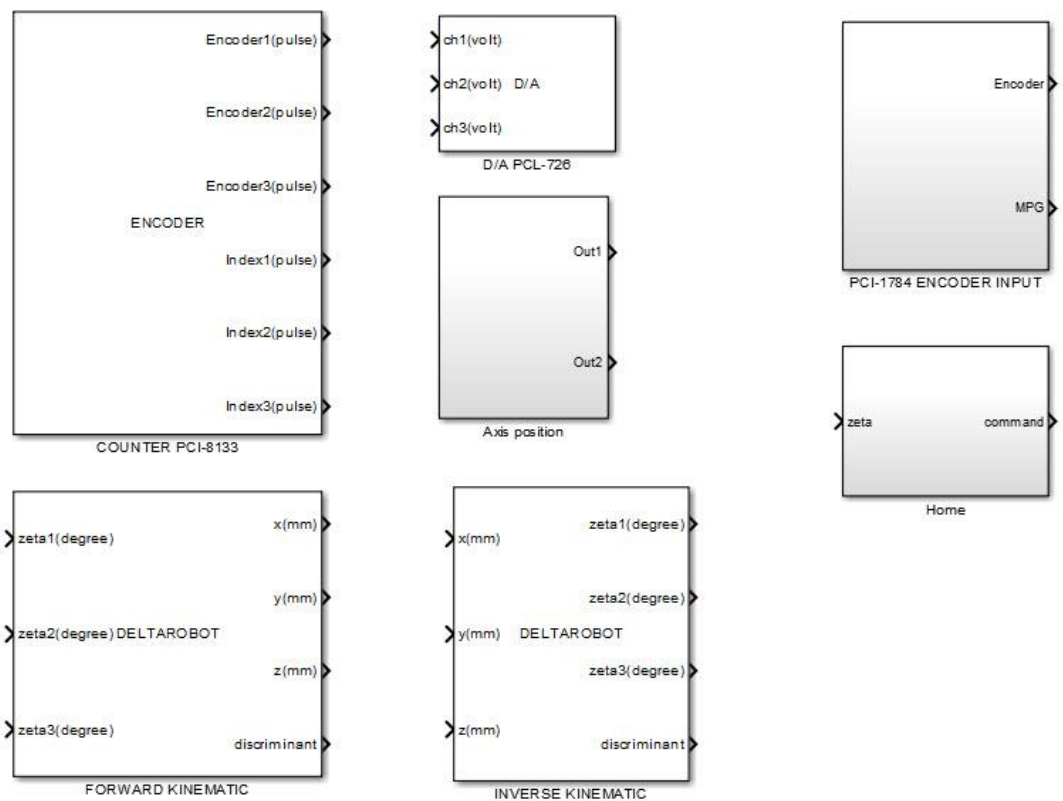 Encoder1(pulse)
Encoder2(pulse)
Encoder3(pulse)
ENCODER
Index1(pulse)
Index2(pulse)
Index3(pulse)
COUNTER PCI-8133
ch1(volt)
ch2(volt) D/A
ch3(volt)
D/A PCL-726
Out1
Out2
Axis position
Encoder
MPG
PCI-1784 ENCODER INPUT
zeta command
Home
x(mm)
zeta1(degree)
y(mm)
zeta2(degree) DELTAROBOT
z(mm)
zeta3(degree)
discriminant
FORWARD KINEMATIC
zeta1(degree)
x(mm)
zeta2(degree)
y(mm) DELTAROBOT
zeta3(degree)
z(mm)
discriminant
INVERSE KINEMATIC